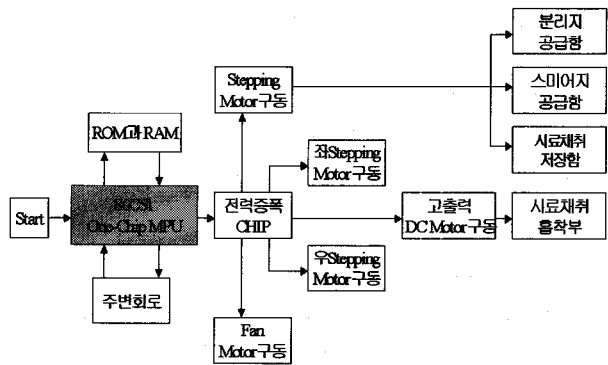 분리지
공급함
Stepping
Motor구동
스미어지
공급함
ROM과 RAM
좌Stepping
Motor구동
시료채취
저장함
Start
80C51
One-Chip MPU
전력증폭
CHIP
고출력
DC Motor구동
시료채취
흡착부
우Stepping
Motor구동
주변회로
Fan
Motor구동